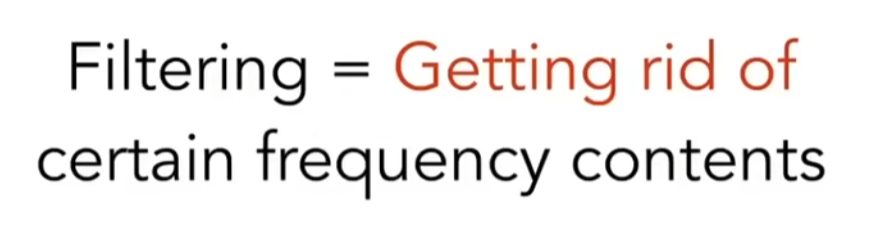 Filtering = Getting rid of
certain frequency contents